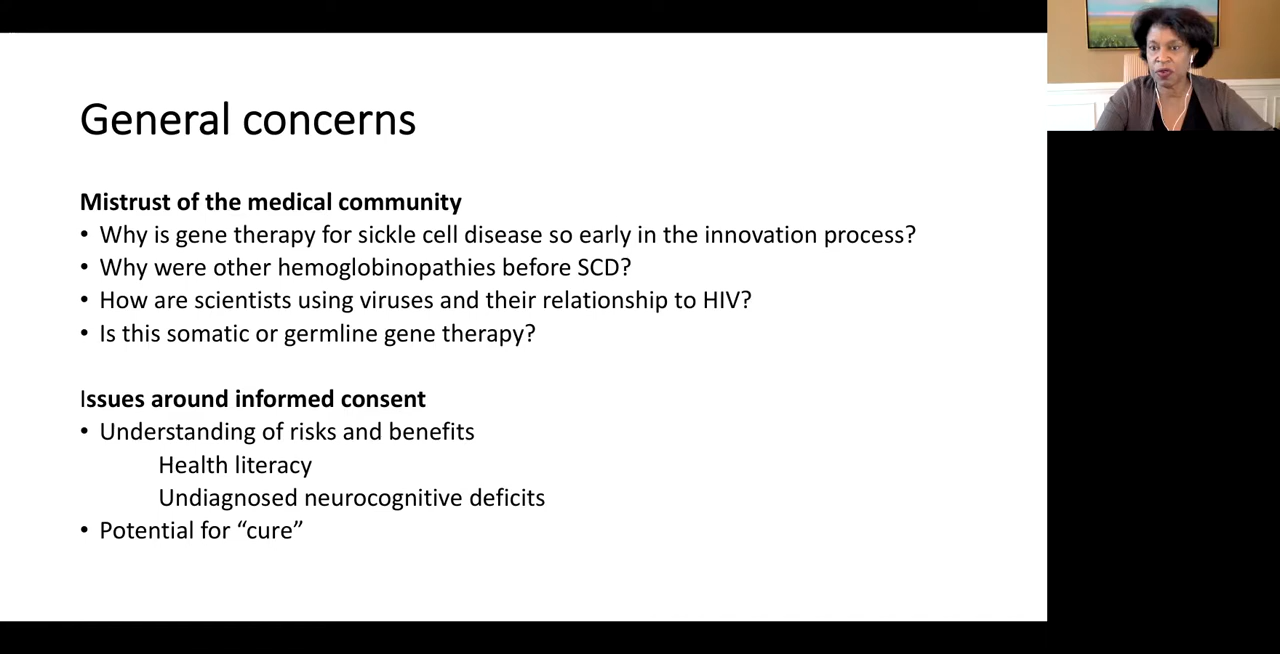 General concerns
Mistrust of the medical community
• Why is gene therapy for sickle cell disease so early in the innovation process?
• Why were other hemoglobinopathies before SCD?
• How are scientists using viruses and their relationship to HIV?
• Is this somatic or germline gene therapy?
Issues around informed consent
• Understanding of risks and benefits
Health literacy
Undiagnosed neurocognitive deficits
• Potential for “cure”